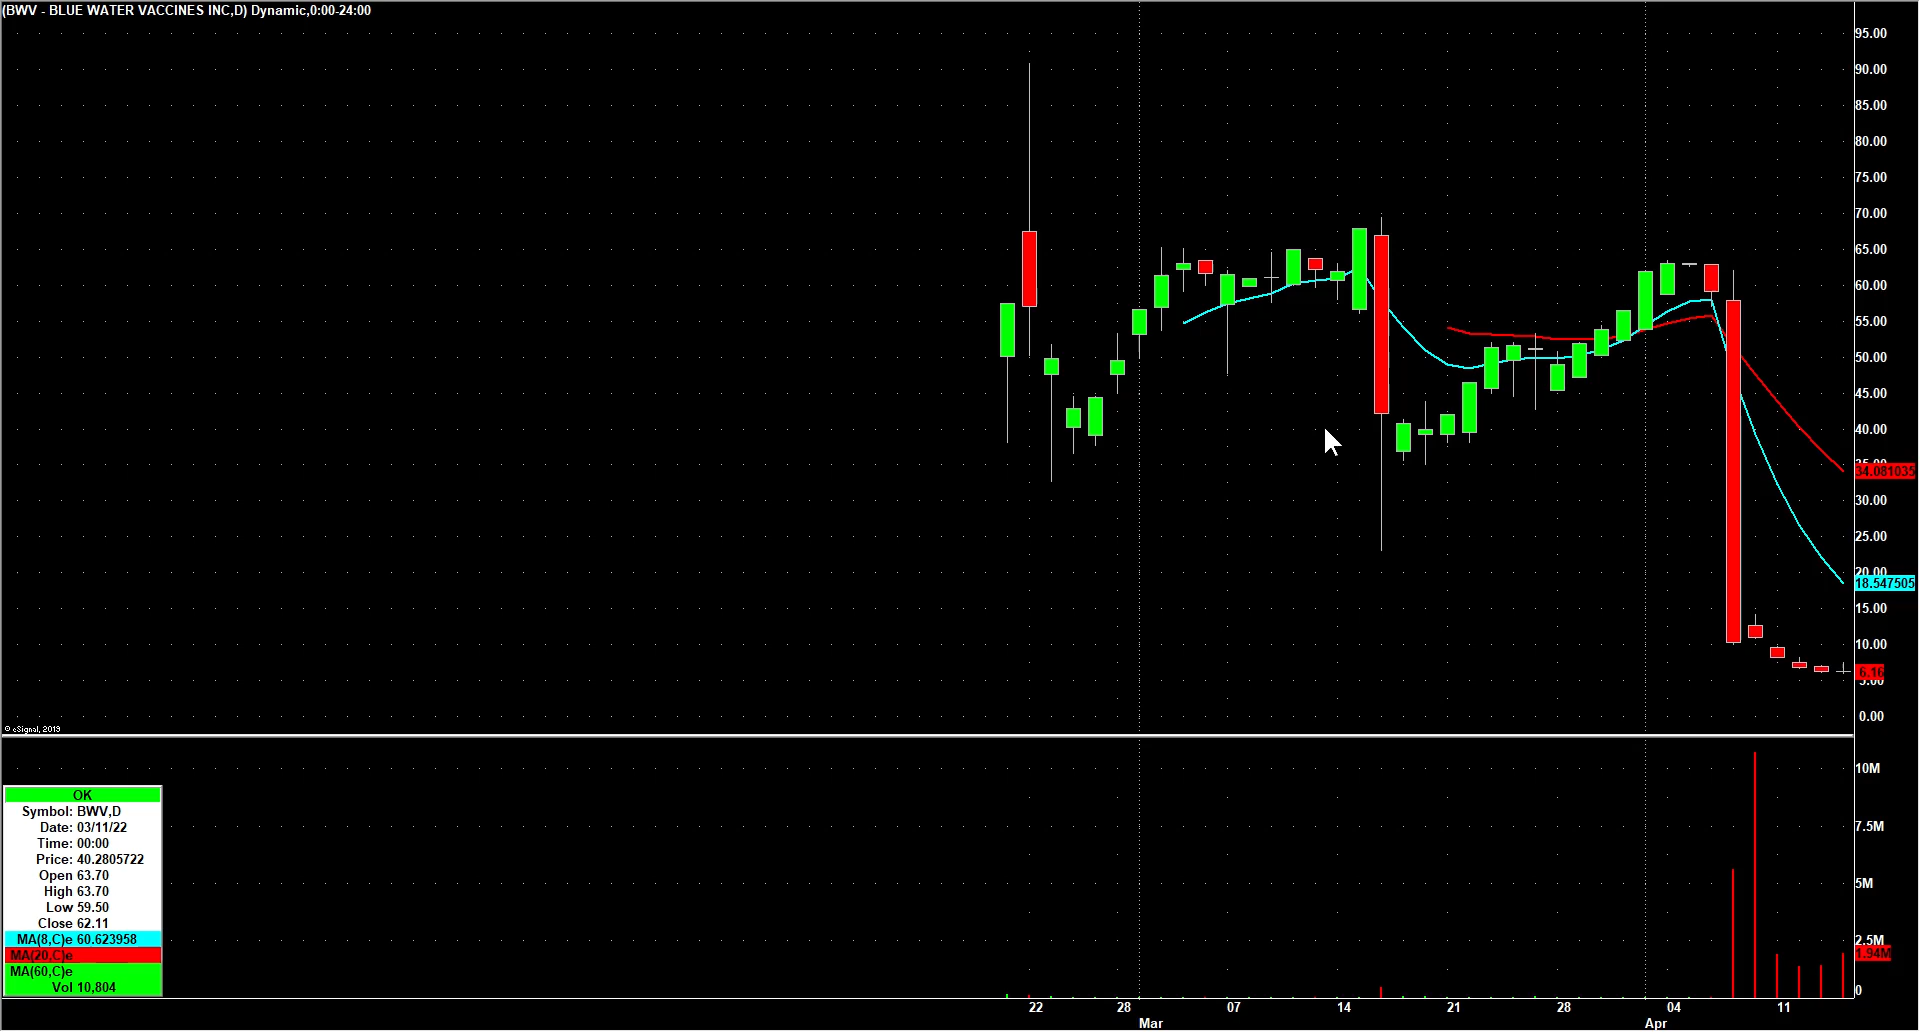 (BWV - BLUE WATER VACCINES INC,D) Dynamic,0:00-24:00
95.00
90.00
85.00
80.00
75.00
70.00
65.00
60.00
55.00
50.00
45.00
40.00
34.081035
30.00
25.00
20.00
18.547505
15.00
10.00
6.16
5.00
0.00
© eSignal, 2019
10M
7.5M
5M
2.5M
1.94M
0
OK
Symbol: BWV,D
Date: 03/11/22
Time: 00:00
Price: 40.2805722
Open 63.70
High 63.70
Low 59.50
Close 62.11
MA(8,C)e 60.623958
MA(20,C)e
MA(60,C)e
Vol 10,804
22 28 07 14 21 28 04 11
Mar Apr